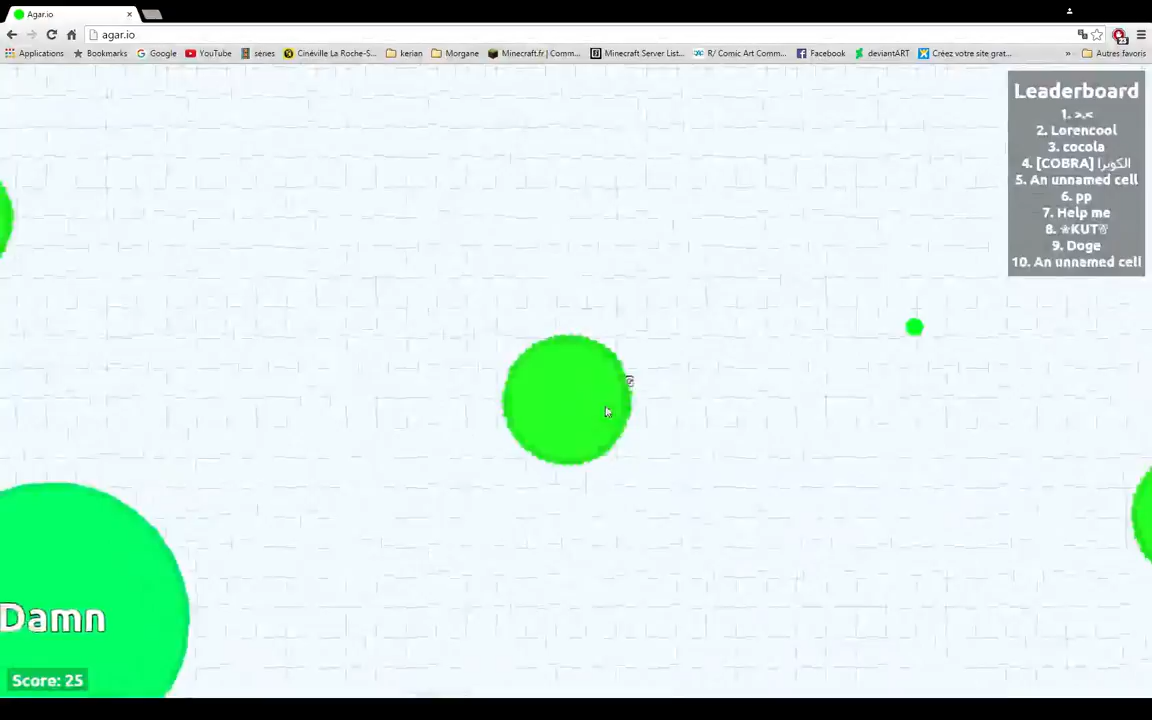 Agar.io
agar.io
Applications Bookmarks Google YouTube series Cinéville La Roche-S... kerian Morgane Minecraft.fr | Comm... Minecraft Server List... R/ Comic Art Comm... Facebook deviantART Créez votre site grat... » Autres favoris
Leaderboard
1. >.<
2. Lorencool
3. cocola
4. [COBRA] الكوبرا
5. An unnamed cell
6. pp
7. Help me
8. ❀KUT❀
9. Doge
10. An unnamed cell
Damn
Score: 25